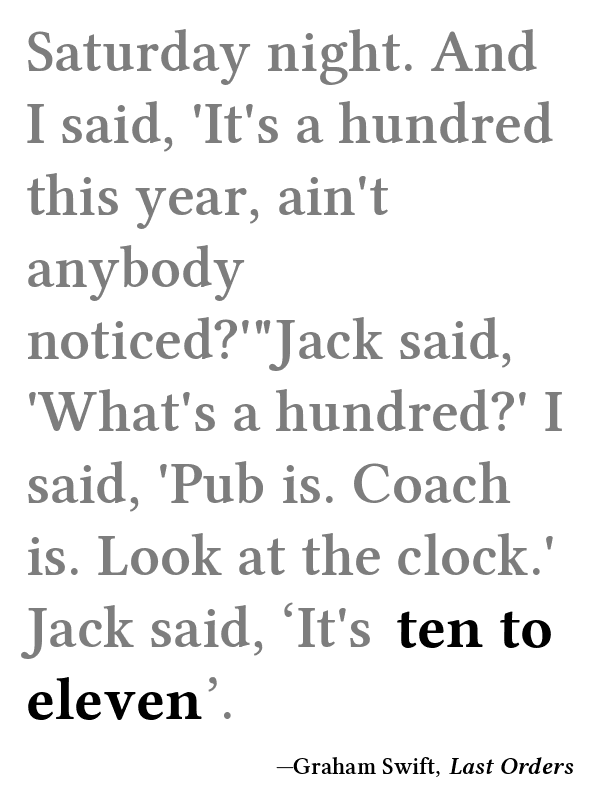 Saturday night. And
I said, 'It's a hundred
this year, ain't
anybody
noticed?'"Jack said,
'What's a hundred?' I
said, 'Pub is. Coach
is. Look at the clock.'
Jack said, ‘It's ten to
eleven’.
—Graham Swift, Last Orders